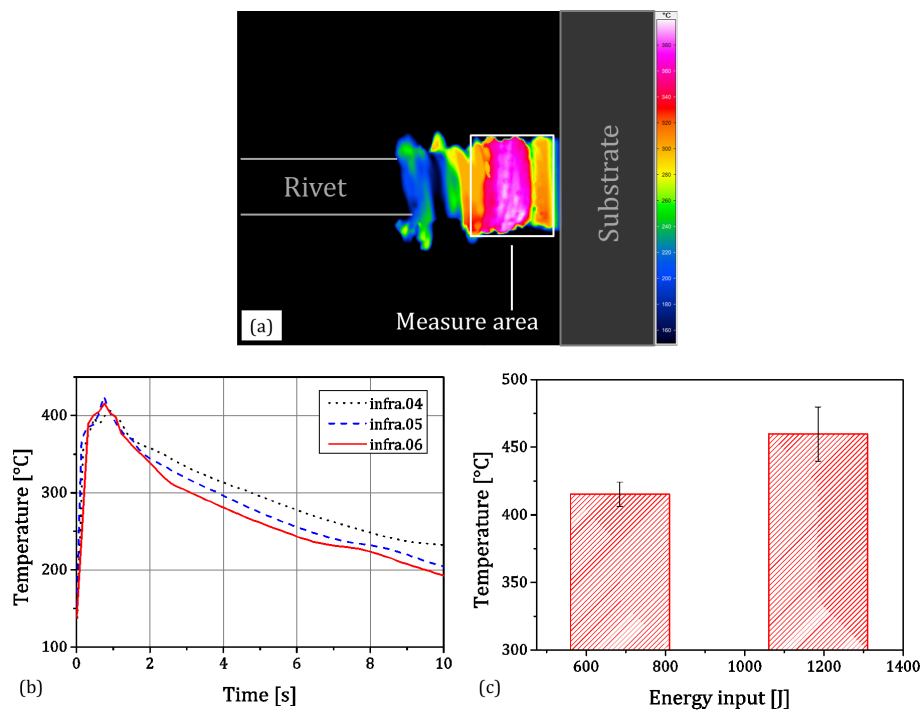 °C
380
360
340
320
300
280
260
240
220
200
180
160
Rivet
Substrate
Measure area
(a)
400
300
200
100
Temperature [°C]
0
2
4
6
8
10
Time [s]
infra.04
infra.05
infra.06
(b)
500
450
400
350
300
Temperature [°C]
600
800
1000
1200
1400
Energy input [J]
(c)